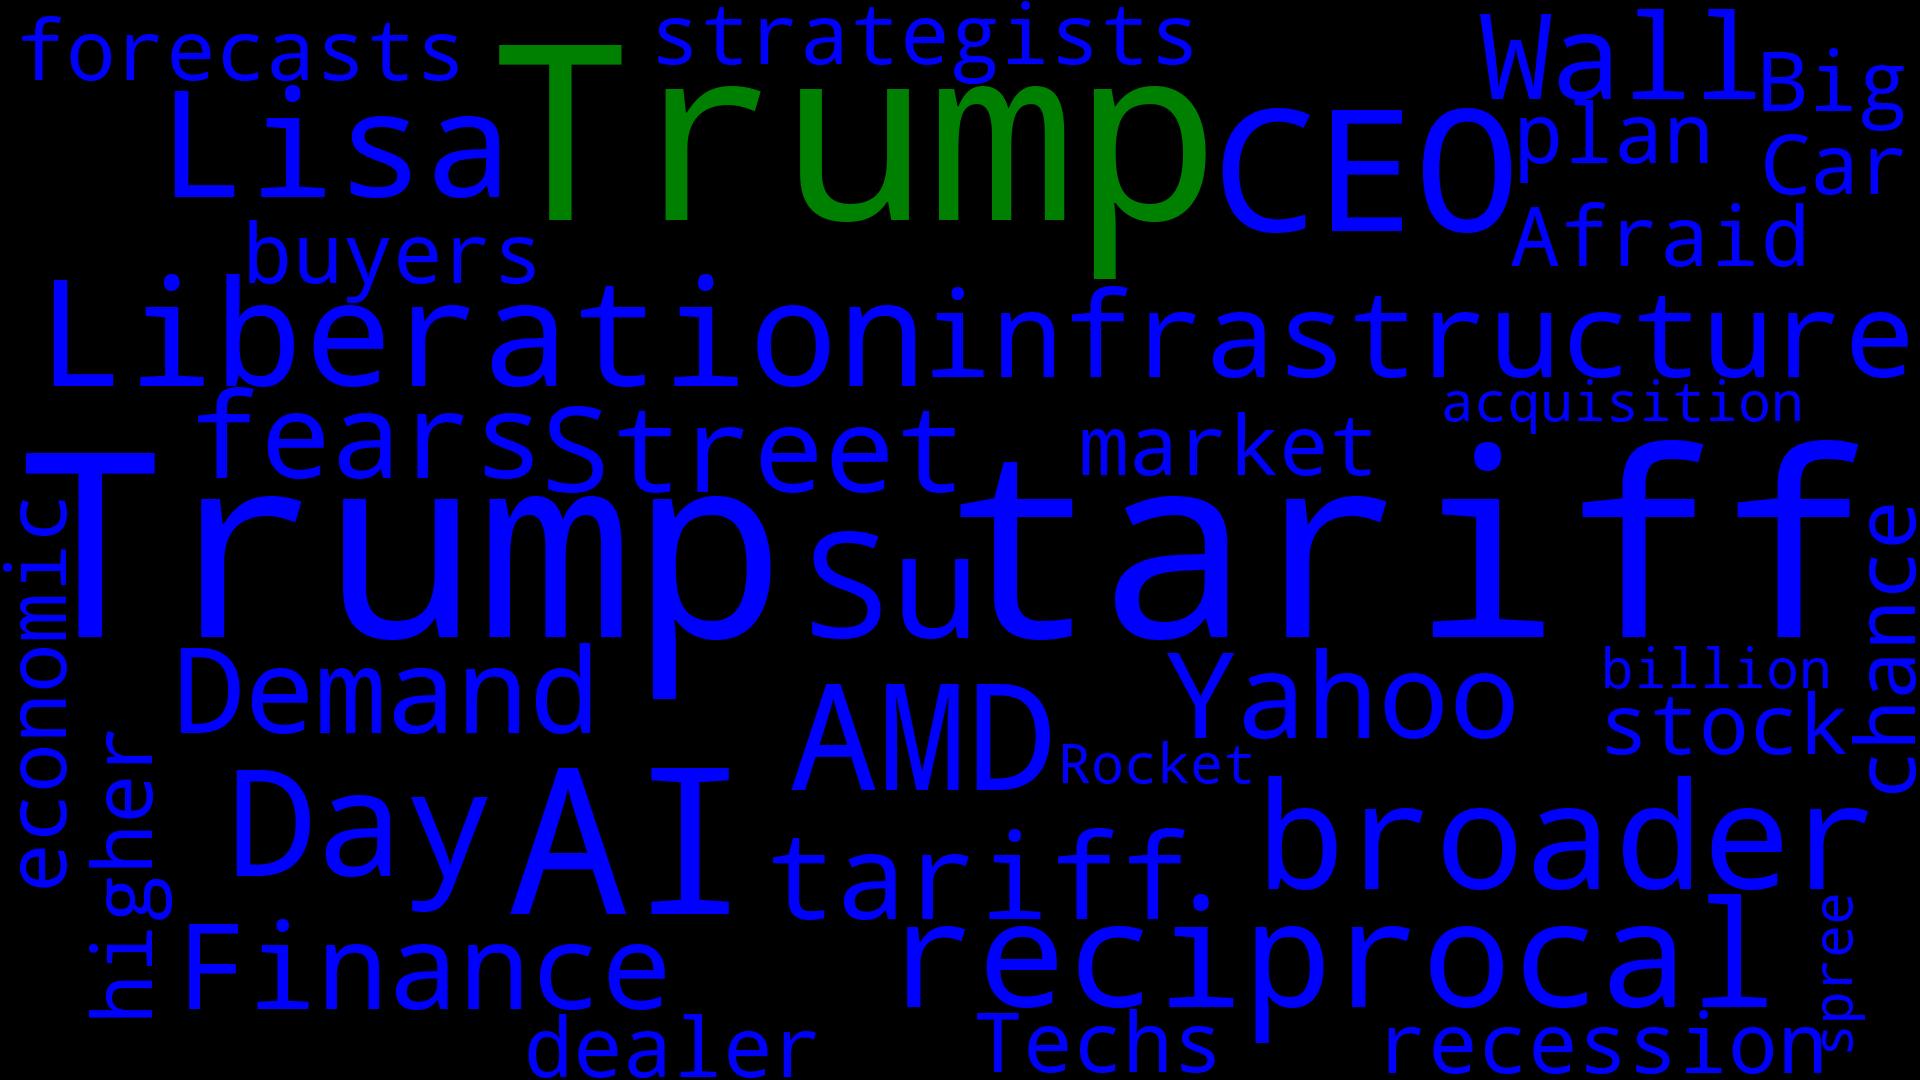 forecasts
strategists
Wall
Big
Lisa
Trump
CEO
plan
Car
buyers
Afraid
Liberation
infrastructure
fears
Street
market
acquisition
Trump
Su
tariff
economic
chance
Demand
AMD
Yahoo
billion
stock
Rocket
higher
Day
AI
tariff
broader
Finance
reciprocal
spree
dealer
Techs
recession